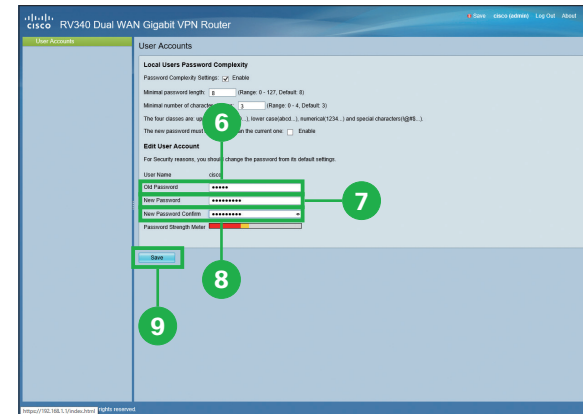 CISCO RV340 Dual WAN Gigabit VPN Router
Save cisco (admin) Log Out About
User Accounts
User Accounts
Local Users Password Complexity
Password Complexity Settings: Enable
Minimal password length: 8 (Range: 0 - 127, Default: 8)
Minimal number of character 3 (Range: 0 - 4, Default: 3)
The four classes are: lower case(abcd...), numerical(1234...) and special characters(!@#$...).
The new password must than the current one: Enable
Edit User Account
For Security reasons, you should change the password from its default settings.
User Name cisco
Old Password •••••
New Password •••••••••
New Password Confirm •••••••••
Password Strength Meter
Save
6
7
8
9
https://192.168.1.1/index.html rights reserved.